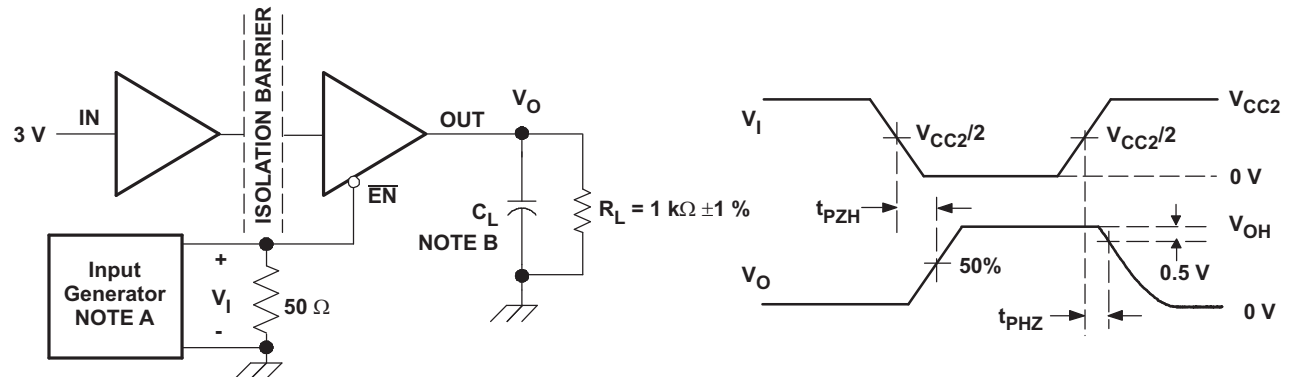 ISOLATION BARRIER
3 V
IN
OUT
V_O
EN
C_L
NOTE B
R_L = 1 kΩ ±1 %
Input
Generator
NOTE A
+
V_I
-
50 Ω
V_I
V_CC2
V_CC2/2
V_CC2/2
0 V
t_PZH
V_OH
50%
0.5 V
V_O
t_PHZ
0 V